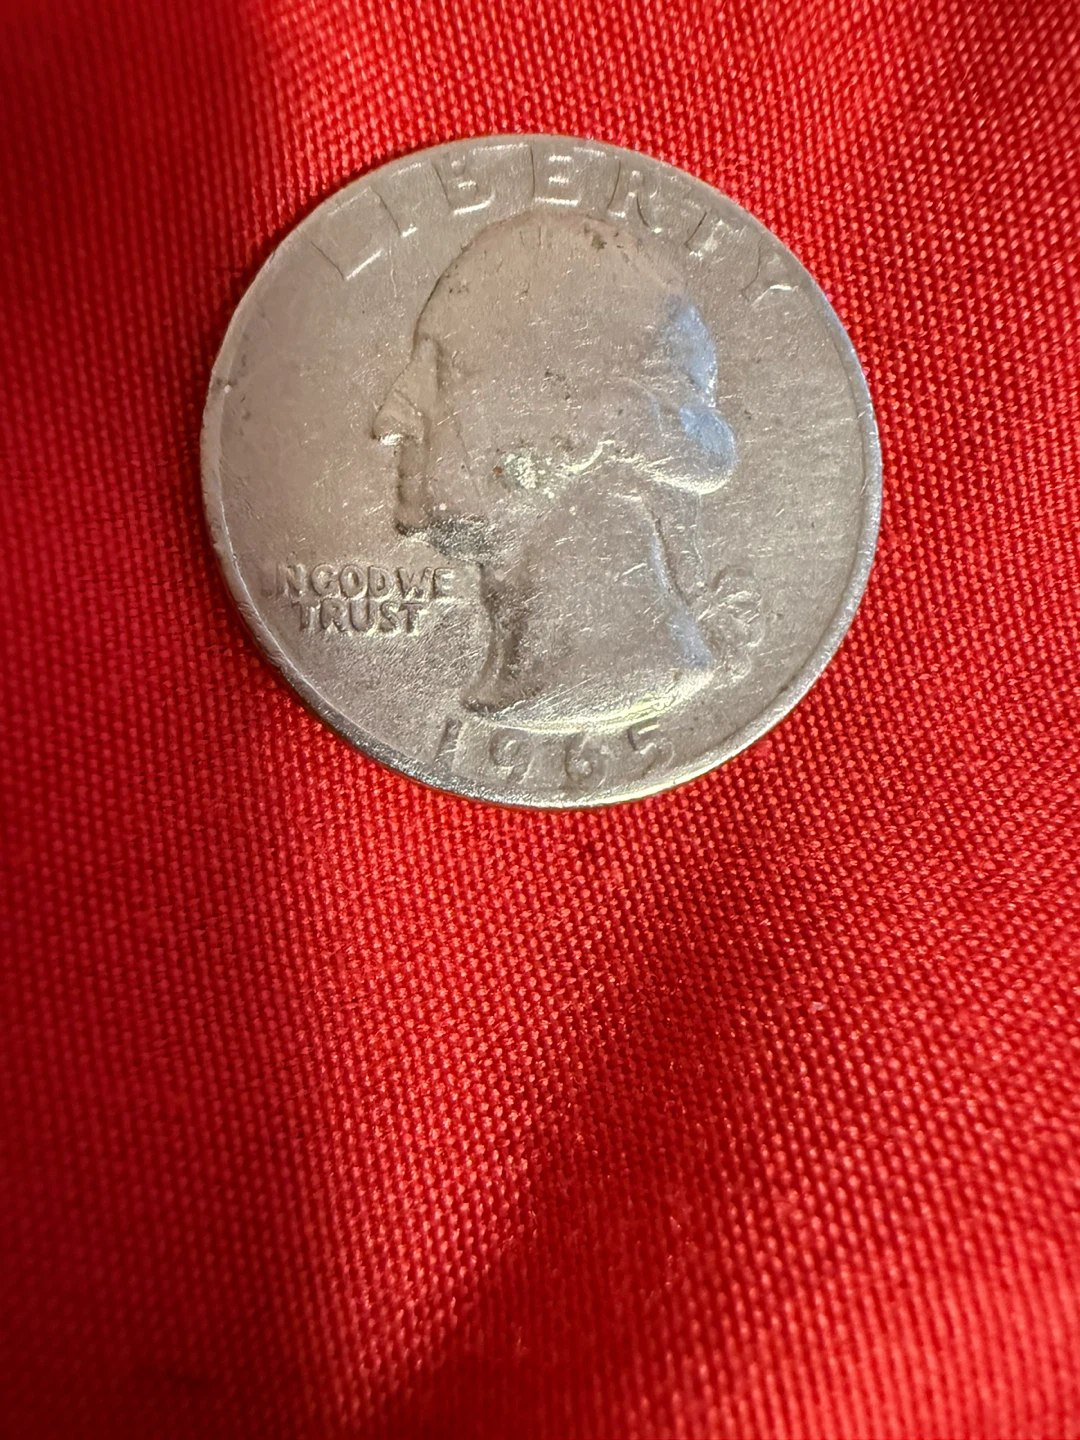 LIBERTY
IN GOD WE
TRUST
1965